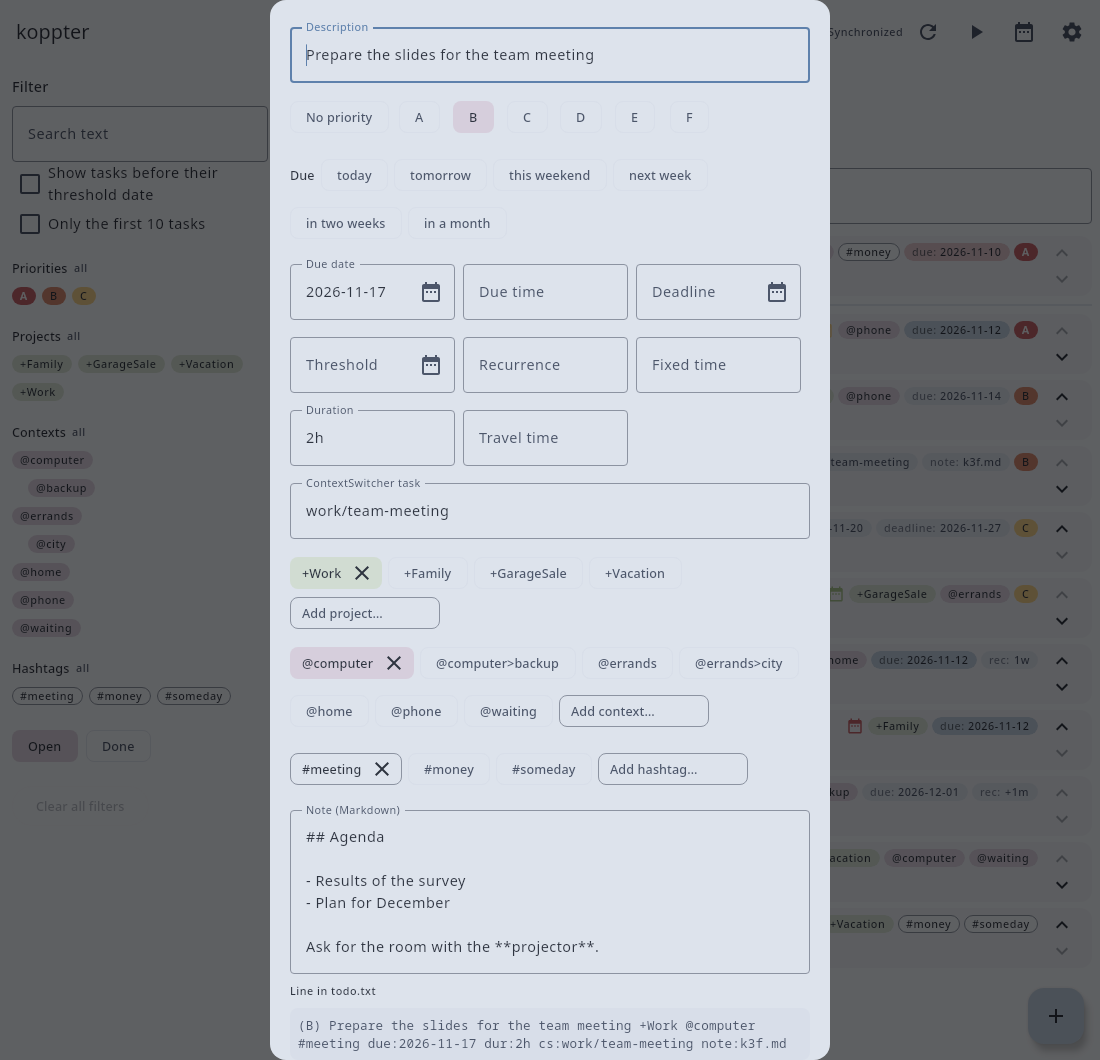 koppter
Synchronized
Filter
Search text
Show tasks before their
threshold date
Only the first 10 tasks
Priorities all
A B C
Projects all
+Family +GarageSale +Vacation
+Work
Contexts all
@computer
@backup
@errands
@city
@home
@phone
@waiting
Hashtags all
#meeting #money #someday
Open Done
Clear all filters
Description
Prepare the slides for the team meeting
No priority A B C D E F
Due today tomorrow this weekend next week
in two weeks in a month
Due date
2026-11-17 Due time Deadline
Threshold Recurrence Fixed time
Duration
2h Travel time
ContextSwitcher task
work/team-meeting
+Work +Family +GarageSale +Vacation
Add project...
@computer @computer>backup @errands @errands>city
@home @phone @waiting Add context...
#meeting #money #someday Add hashtag...
Note (Markdown)
## Agenda
- Results of the survey
- Plan for December
Ask for the room with the **projector**.
Line in todo.txt
(B) Prepare the slides for the team meeting +Work @computer
#meeting due:2026-11-17 dur:2h cs:work/team-meeting note:k3f.md
#money due: 2026-11-10 A
@phone due: 2026-11-12 A
@phone due: 2026-11-14 B
team-meeting note: k3f.md B
-11-20 deadline: 2026-11-27 C
+GarageSale @errands C
home due: 2026-11-12 rec: 1w
+Family due: 2026-11-12
kup due: 2026-12-01 rec: +1m
acation @computer @waiting
+Vacation #money #someday
+